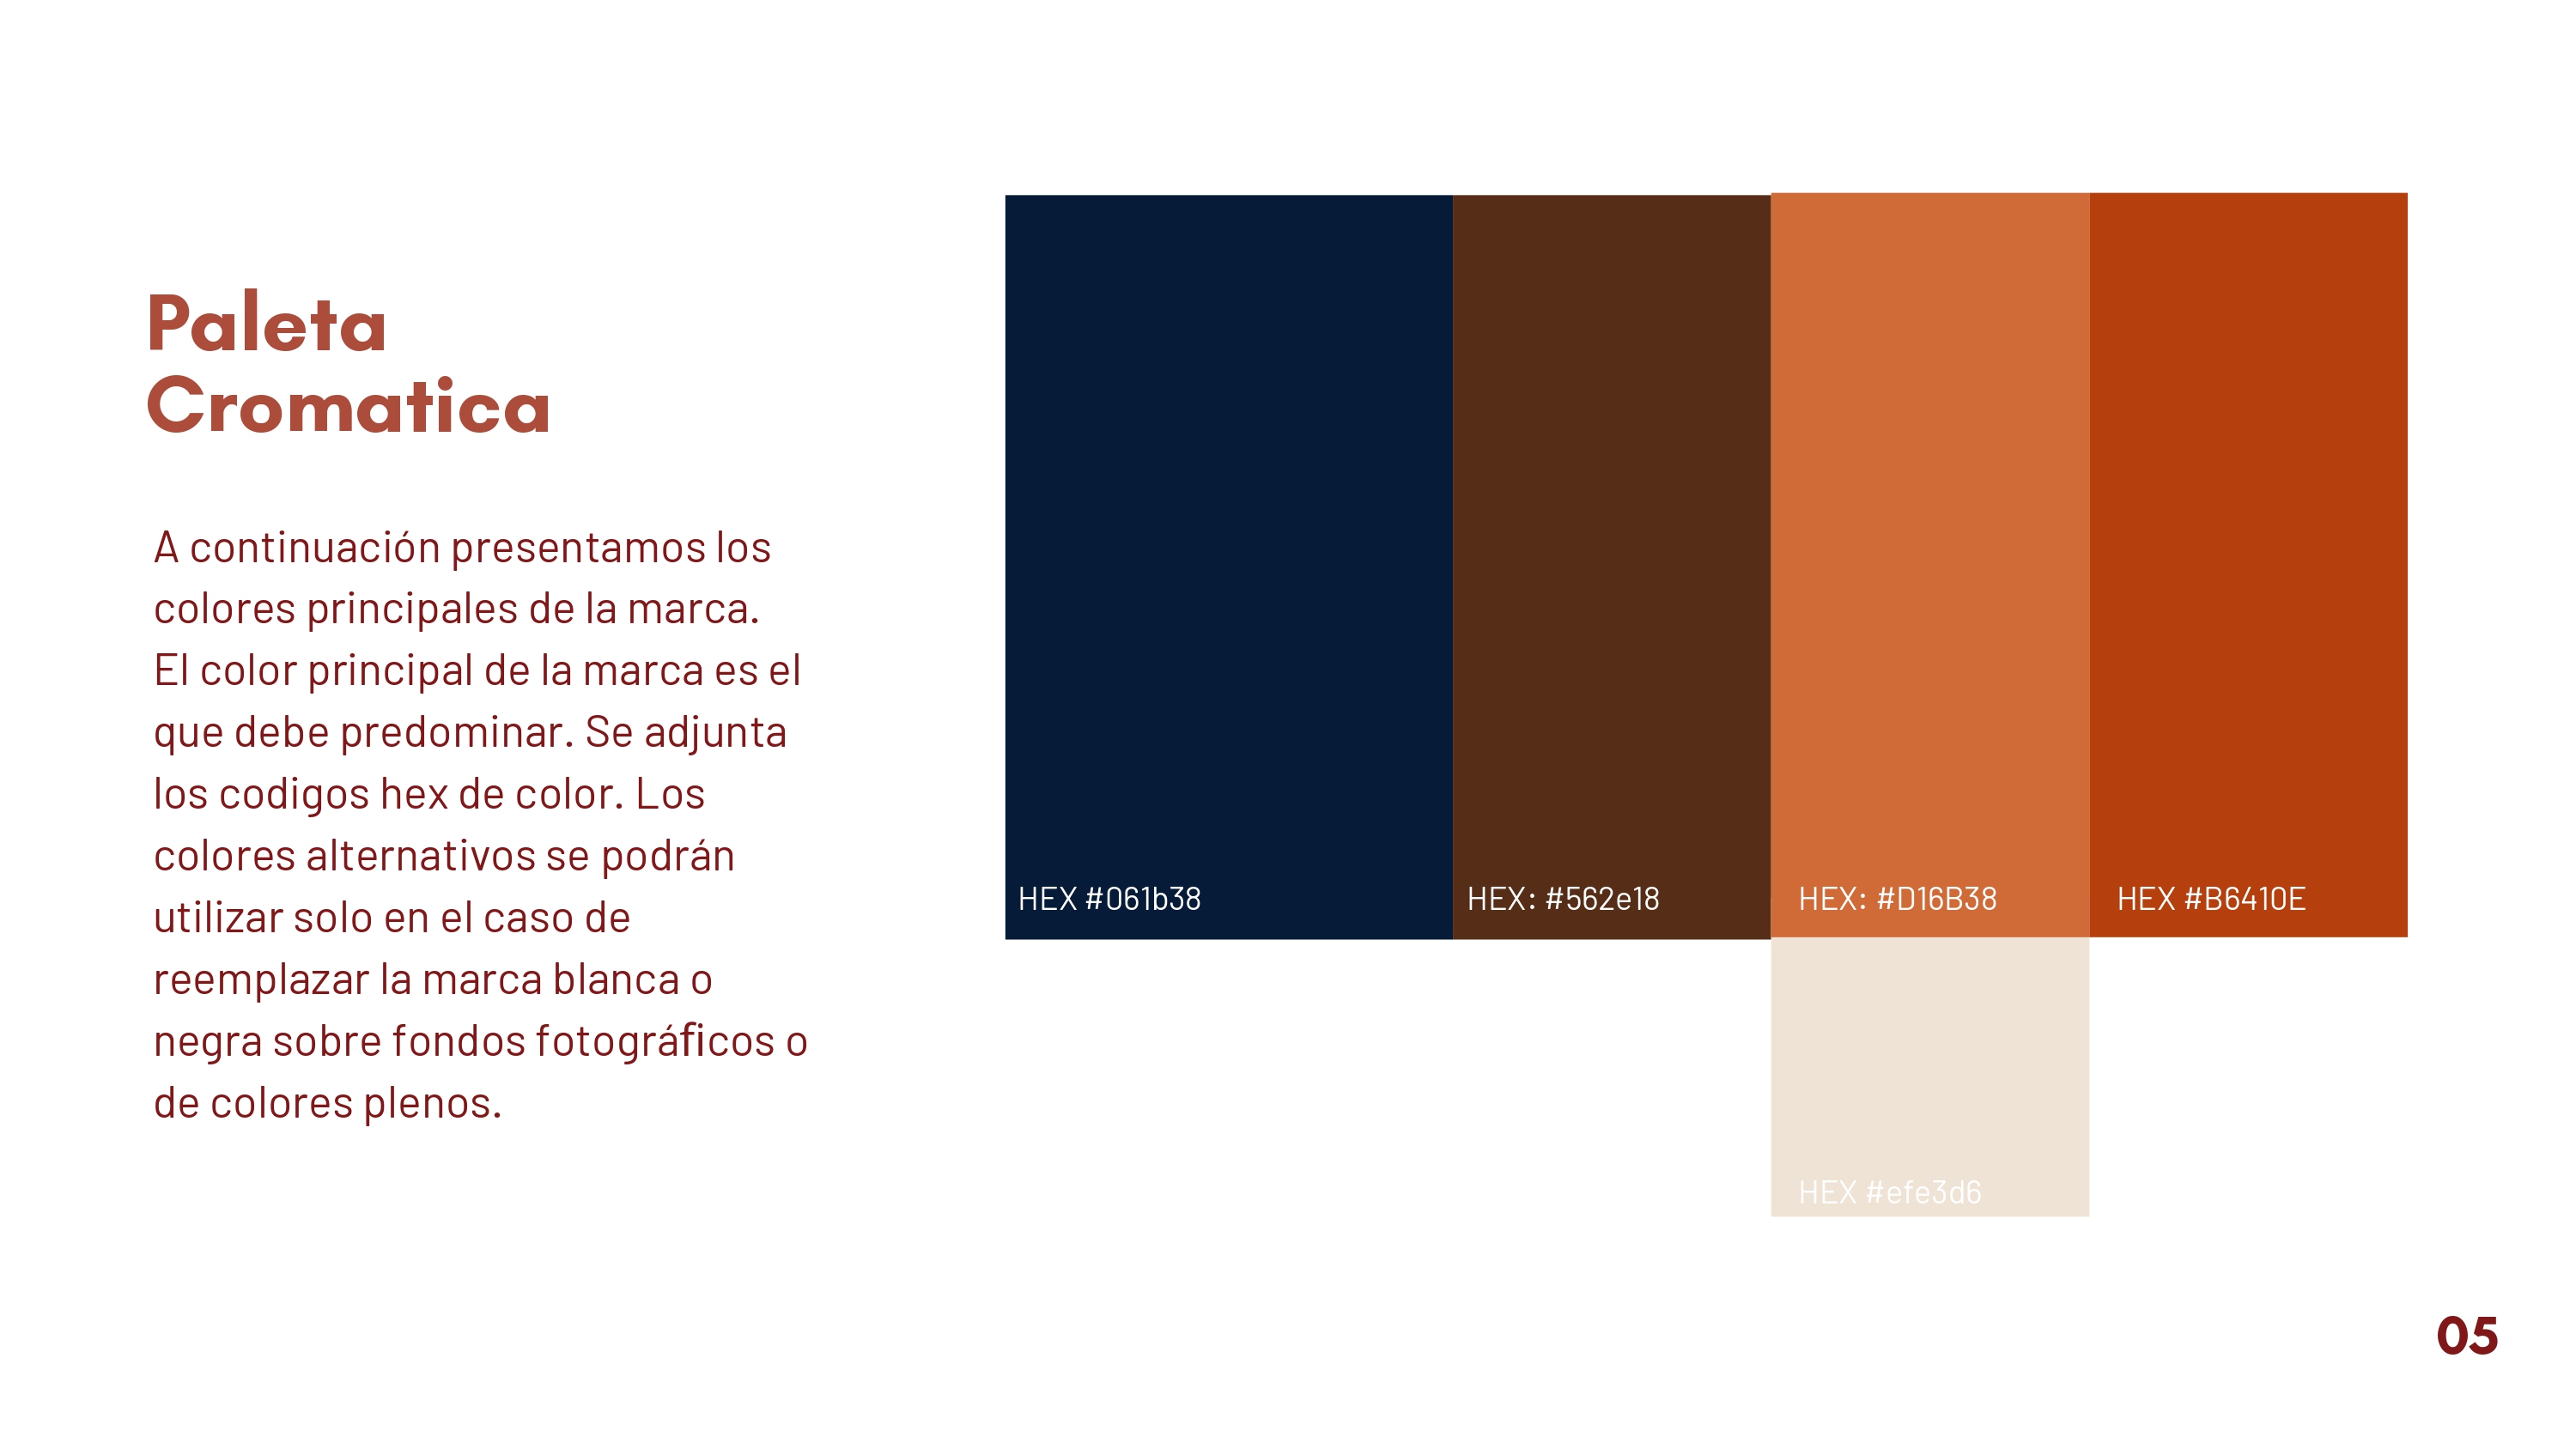 Paleta
Cromatica
A continuación presentamos los
colores principales de la marca.
El color principal de la marca es el
que debe predominar. Se adjunta
los codigos hex de color. Los
colores alternativos se podrán
utilizar solo en el caso de
reemplazar la marca blanca o
negra sobre fondos fotográficos o
de colores plenos.
HEX #061b38
HEX: #562e18
HEX: #D16B38
HEX #B6410E
HEX #efe3d6
05